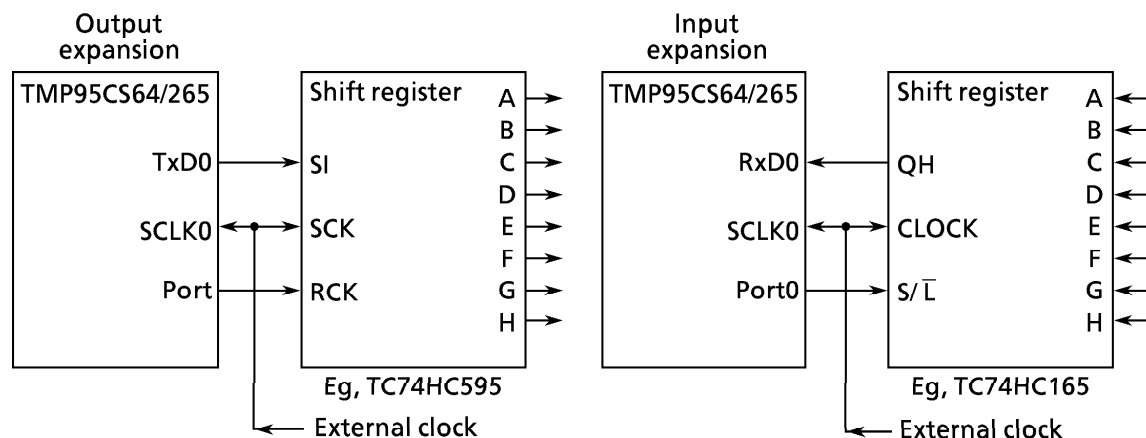 Output
expansion
TMP95CS64/265
TxD0
SCLK0
Port
Shift register
SI
SCK
RCK
A
B
C
D
E
F
G
H
Eg, TC74HC595
External clock
Input
expansion
TMP95CS64/265
RxD0
SCLK0
Port0
Shift register
QH
CLOCK
S/L̅
A
B
C
D
E
F
G
H
Eg, TC74HC165
External clock